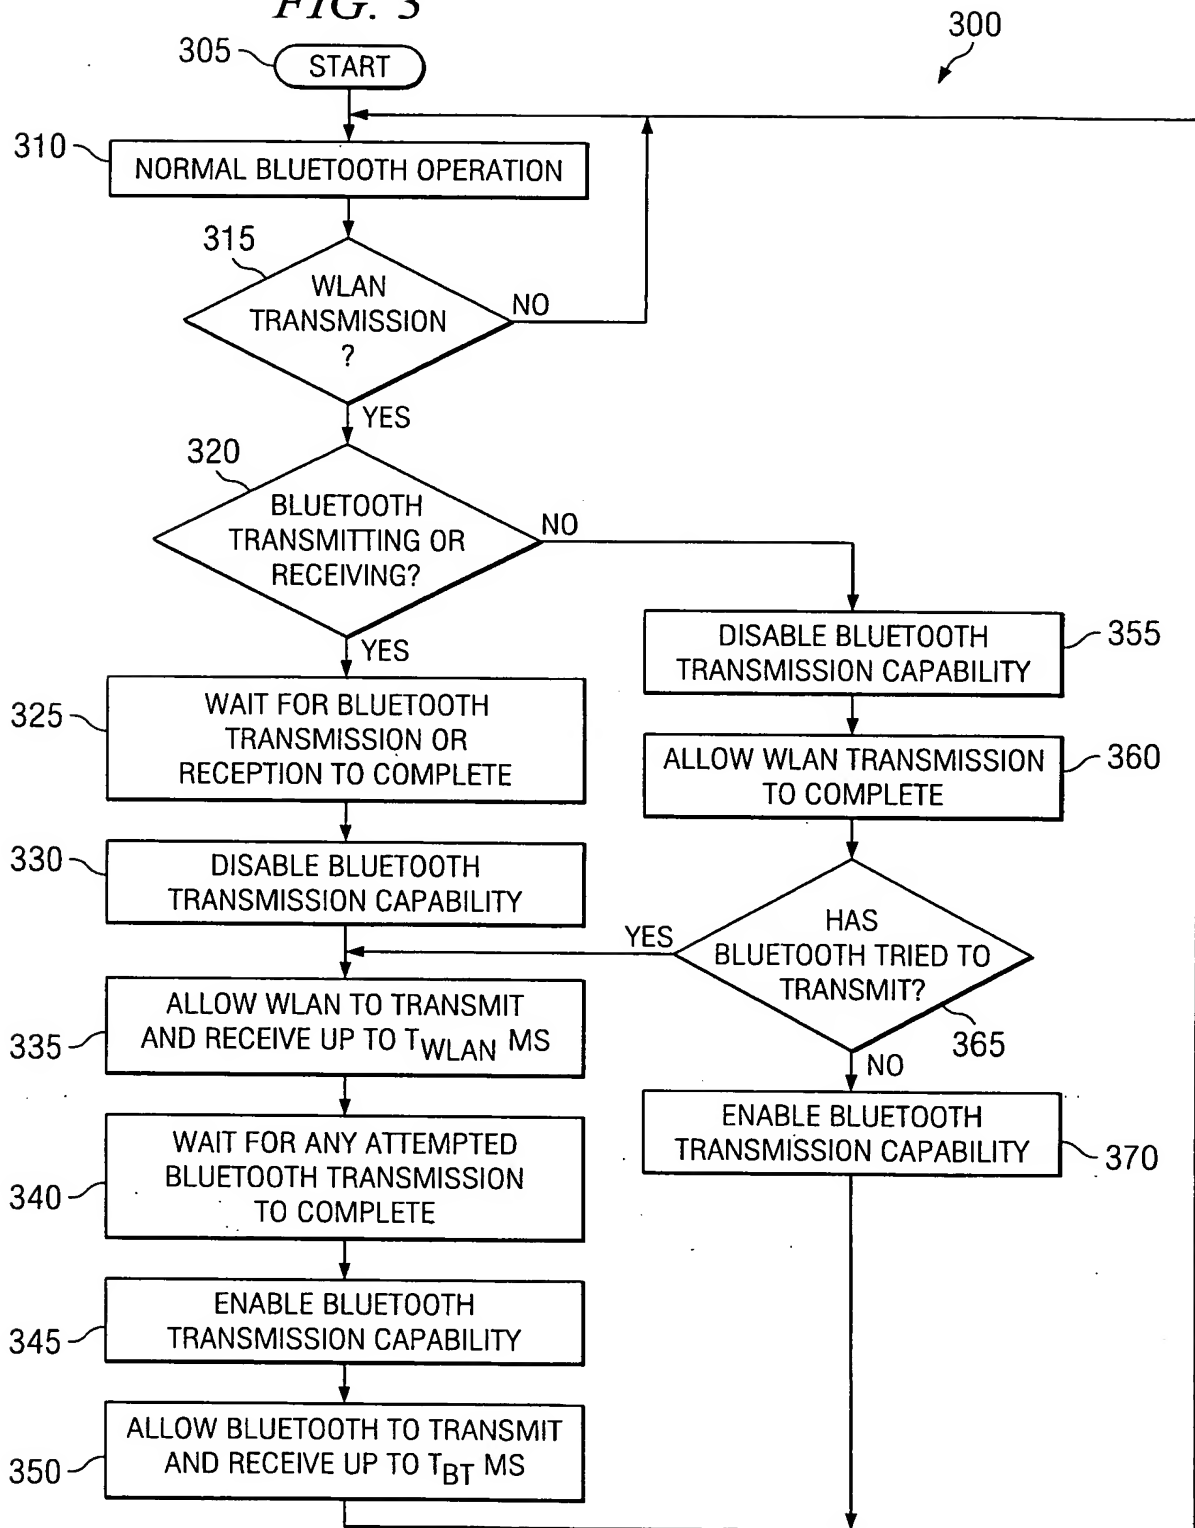 FIG. 3
300
305
START
310
NORMAL BLUETOOTH OPERATION
315
WLAN
TRANSMISSION
?
NO
YES
320
BLUETOOTH
TRANSMITTING OR
RECEIVING?
NO
YES
325
WAIT FOR BLUETOOTH
TRANSMISSION OR
RECEPTION TO COMPLETE
330
DISABLE BLUETOOTH
TRANSMISSION CAPABILITY
335
ALLOW WLAN TO TRANSMIT
AND RECEIVE UP TO TWLAN MS
340
WAIT FOR ANY ATTEMPTED
BLUETOOTH TRANSMISSION
TO COMPLETE
345
ENABLE BLUETOOTH
TRANSMISSION CAPABILITY
350
ALLOW BLUETOOTH TO TRANSMIT
AND RECEIVE UP TO TBT MS
DISABLE BLUETOOTH
TRANSMISSION CAPABILITY
355
ALLOW WLAN TRANSMISSION
TO COMPLETE
360
HAS
BLUETOOTH TRIED TO
TRANSMIT?
YES
365
NO
ENABLE BLUETOOTH
TRANSMISSION CAPABILITY
370